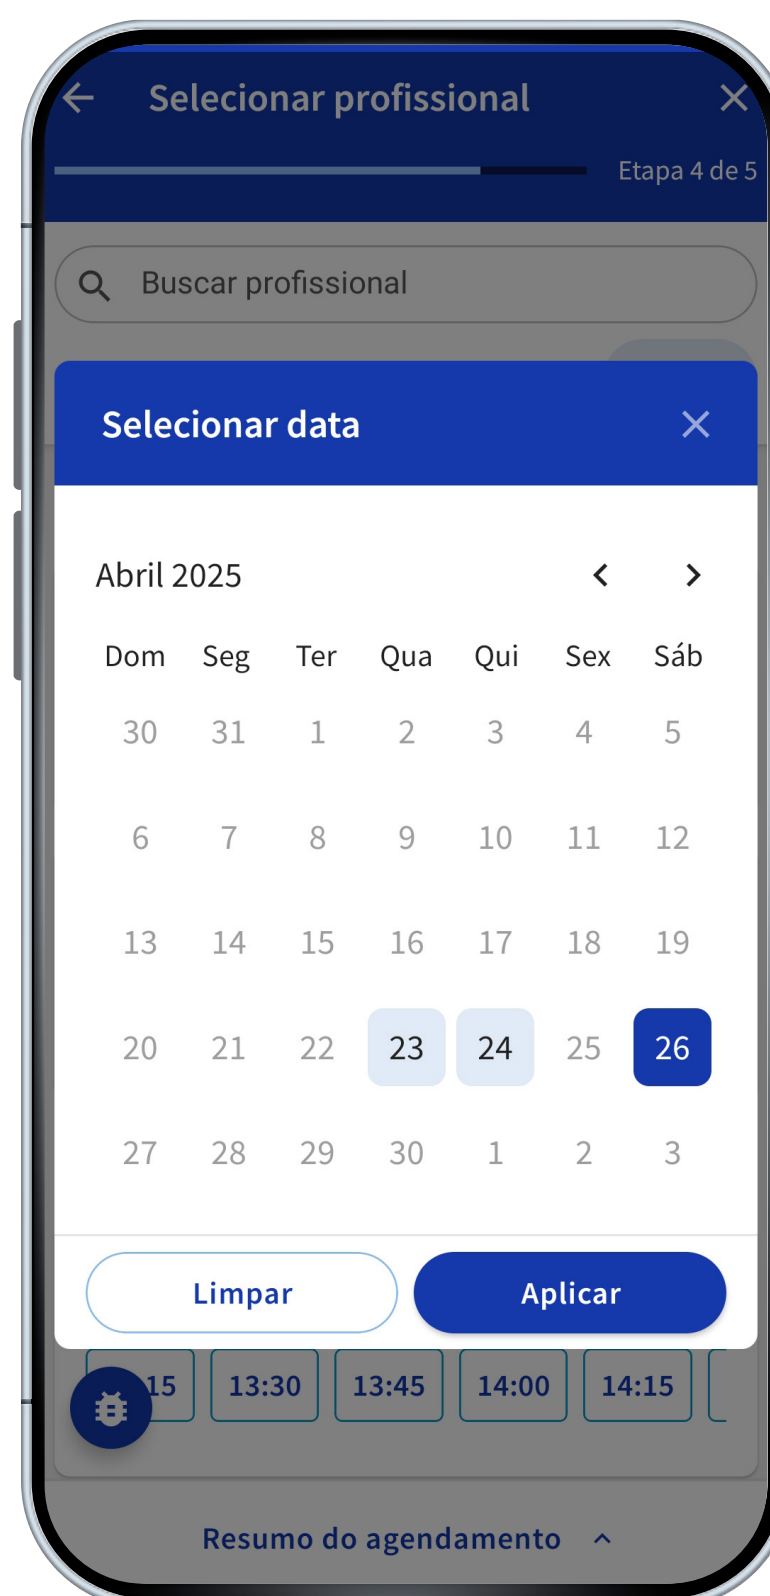 Selecionar profissional
Etapa 4 de 5
Buscar profissional
Selecionar data
Abril 2025
Dom Seg Ter Qua Qui Sex Sáb
30 31 1 2 3 4 5
6 7 8 9 10 11 12
13 14 15 16 17 18 19
20 21 22 23 24 25 26
27 28 29 30 1 2 3
Limpar Aplicar
15 13:30 13:45 14:00 14:15
Resumo do agendamento